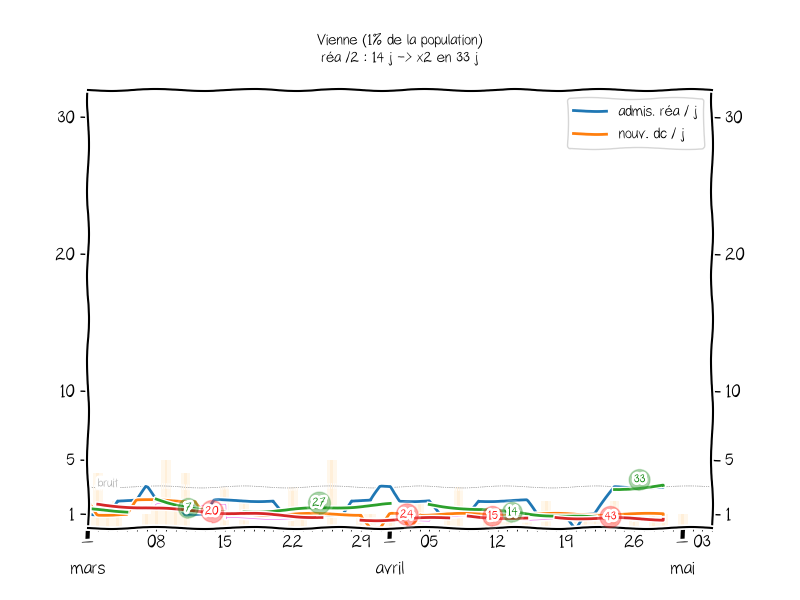 Vienne (1% de la population)
réa /2 : 14 j -> x2 en 33 j
admis. réa / j
nouv. dc / j
30 30
20 20
10 10
5 5
bruit
1 1
7 20 27 24 15 14 43 33
08 15 22 29 05 12 19 26 03
mars avril mai